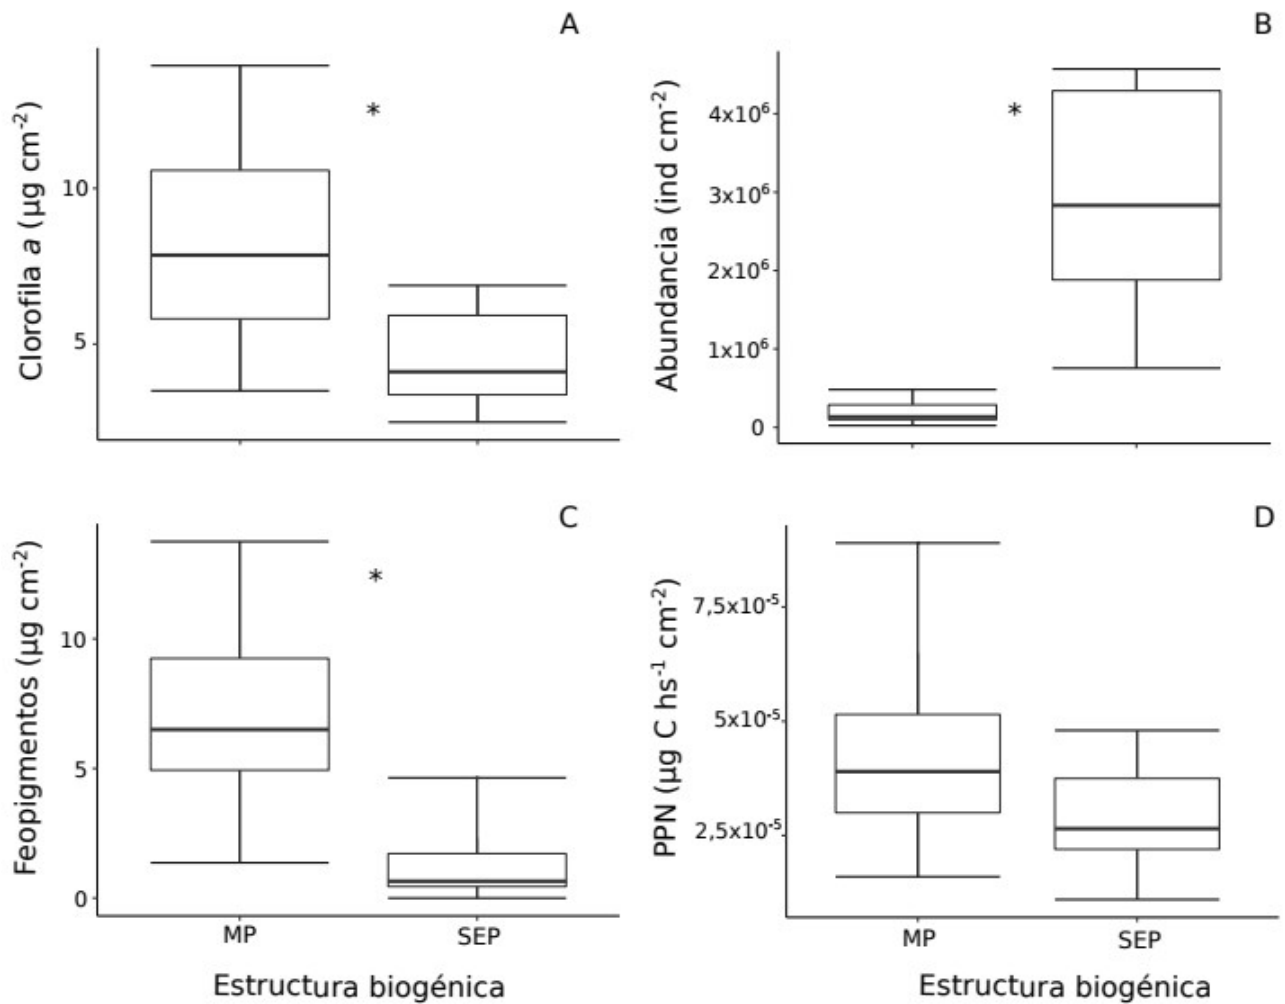 A
Clorofila a (µg cm⁻²)
10
5
*
B
Abundancia (ind cm⁻²)
4x10⁶
3x10⁶
2x10⁶
1x10⁶
0
*
C
Feopigmentos (µg cm⁻²)
10
5
0
*
MP
SEP
Estructura biogénica
D
PPN (µg C hs⁻¹ cm⁻²)
7,5x10⁻⁵
5x10⁻⁵
2,5x10⁻⁵
MP
SEP
Estructura biogénica